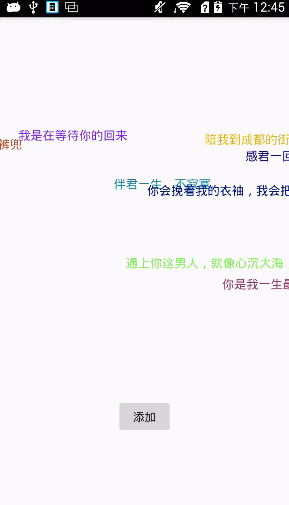 下午 12:45
我是在等待你的回来
裤兜
陪我到成都的街
感君一回
伴君一生，不寂寞
你会挽着我的衣袖，我会把
遇上你这男人，就像心沉大海
你是我一生最
添加